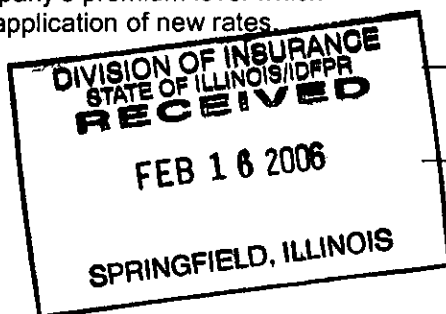 pany's premium level which
application of new rates.
DIVISION OF INSURANCE
STATE OF ILLINOIS/IDFPR
RECEIVED
FEB 16 2006
SPRINGFIELD, ILLINOIS